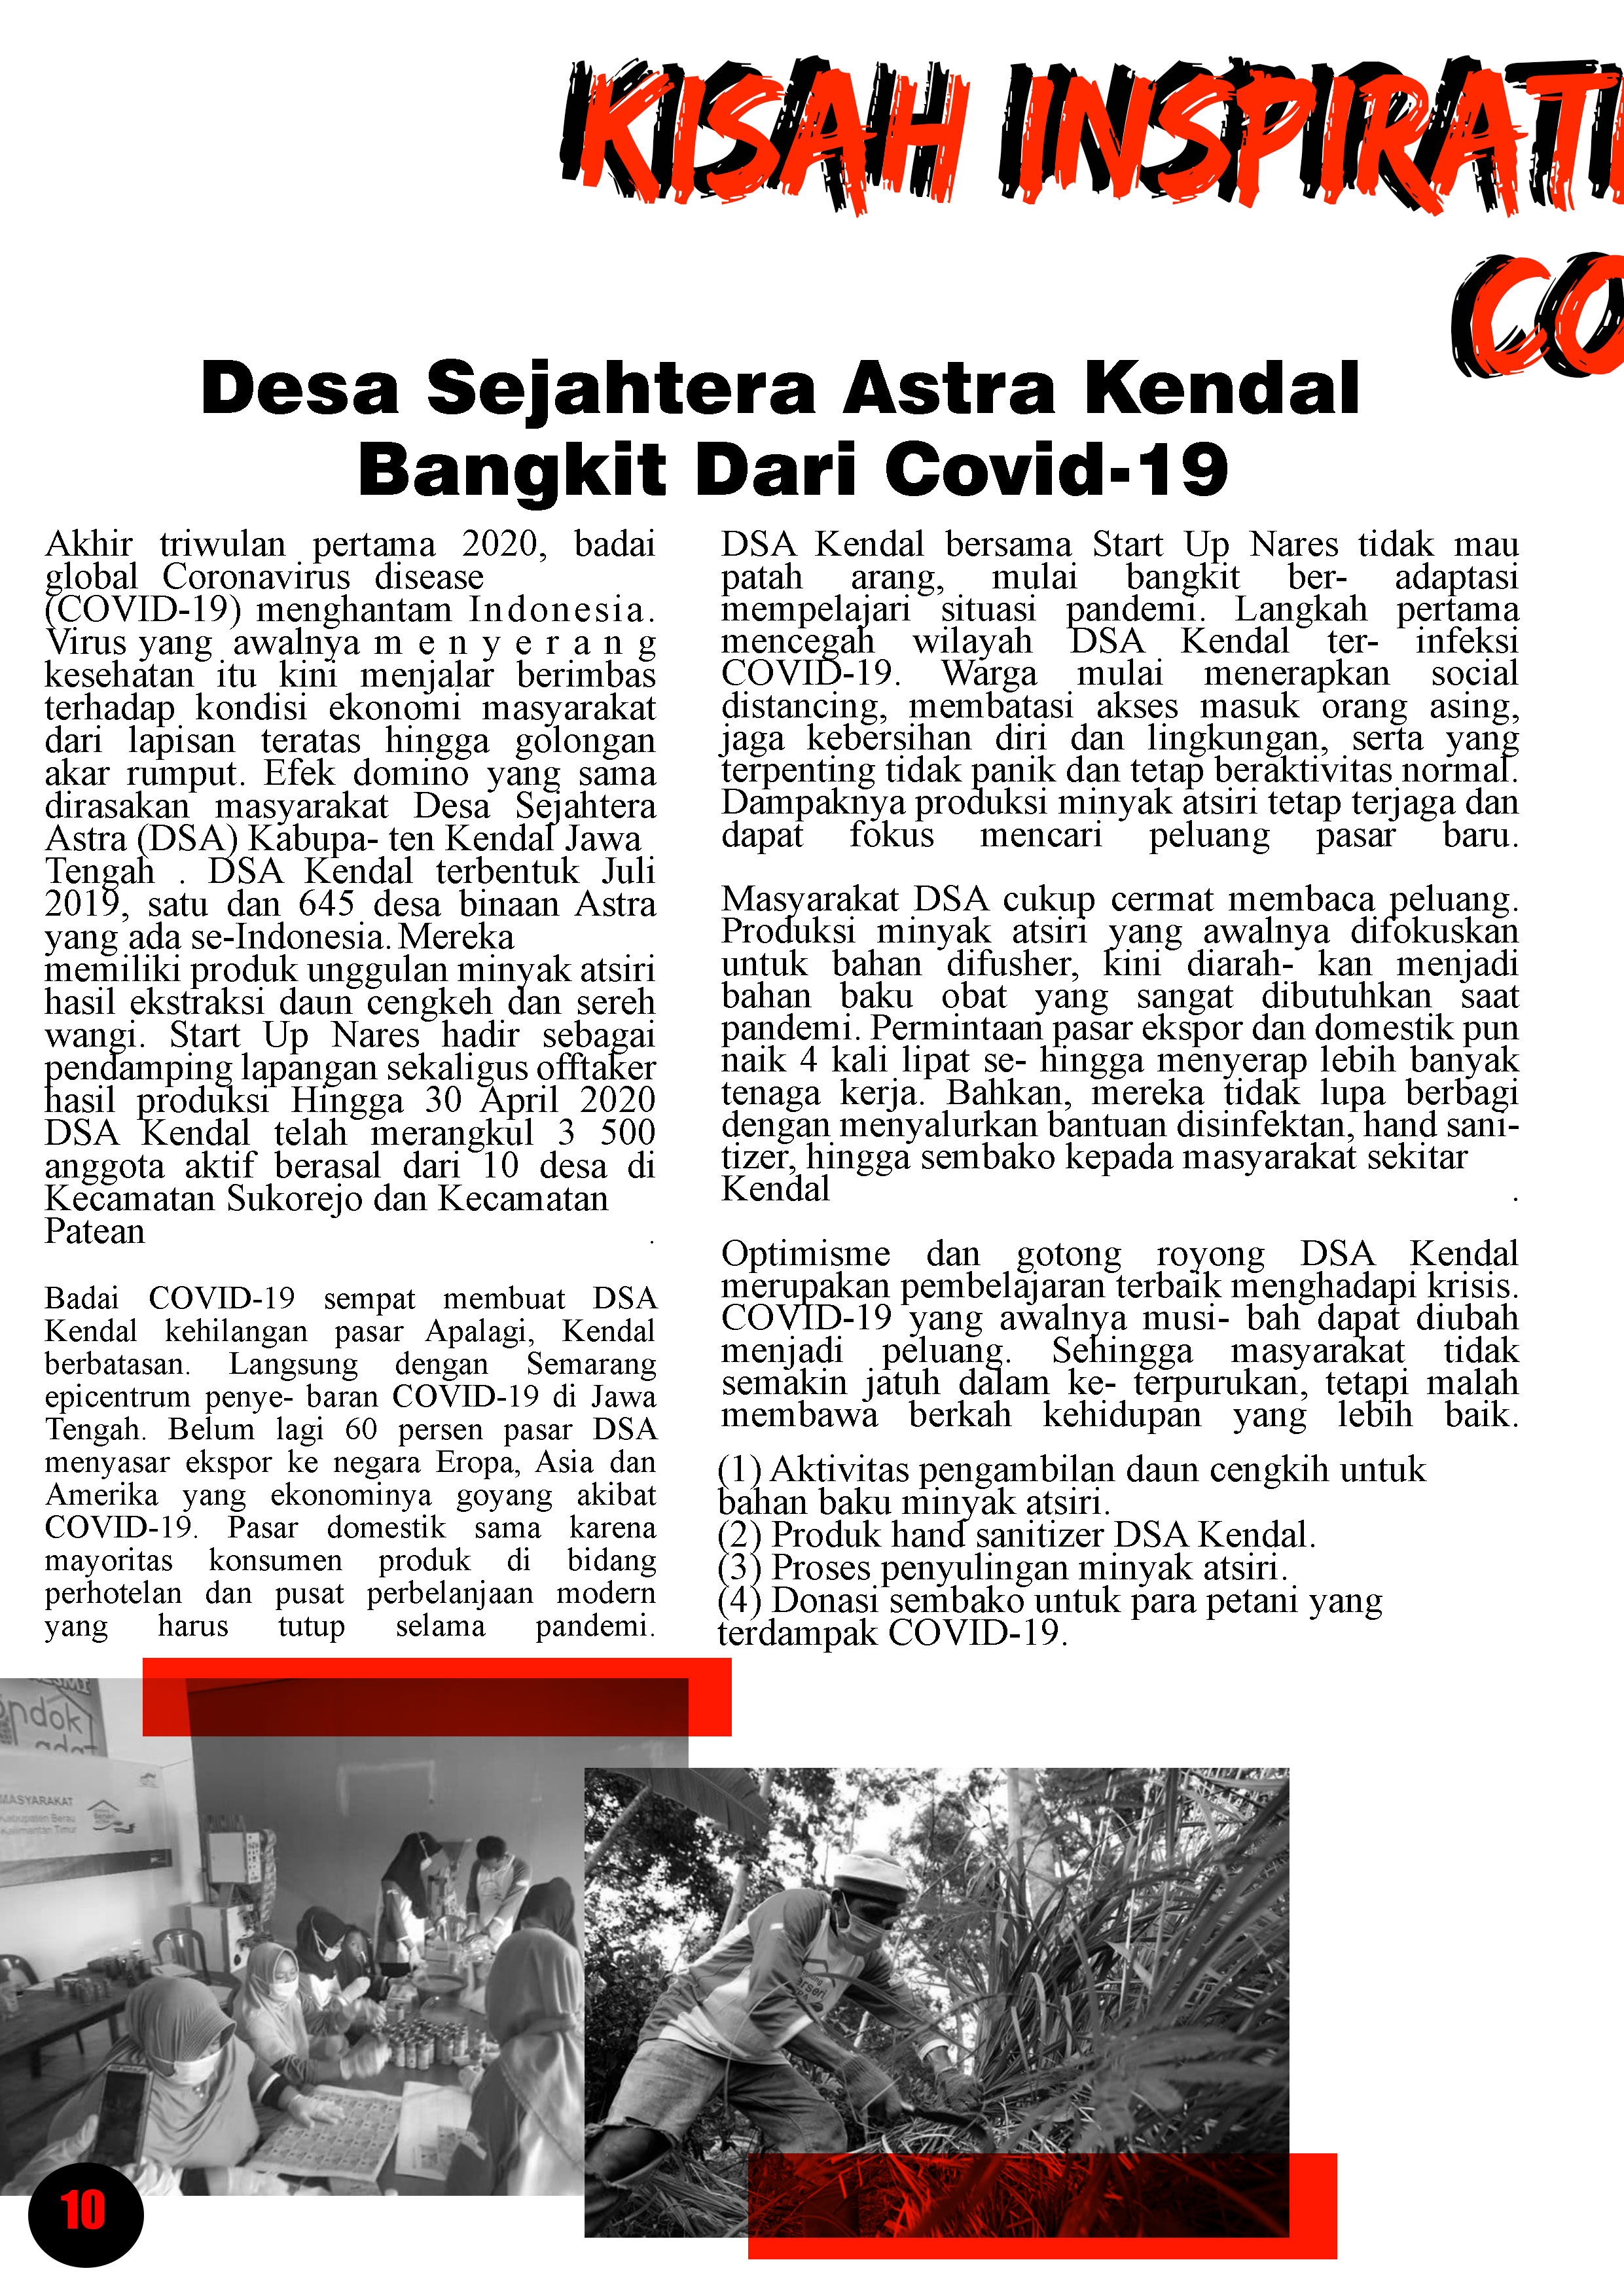 KISAH INSPIRATI
CO
Desa Sejahtera Astra Kendal
Bangkit Dari Covid-19
Akhir triwulan pertama 2020, badai
global Coronavirus disease
(COVID-19) menghantam Indonesia.
Virus yang awalnya m e n y e r a n g
kesehatan itu kini menjalar berimbas
terhadap kondisi ekonomi masyarakat
dari lapisan teratas hingga golongan
akar rumput. Efek domino yang sama
dirasakan masyarakat Desa Sejahtera
Astra (DSA) Kabupa- ten Kendal Jawa
Tengah . DSA Kendal terbentuk Juli
2019, satu dan 645 desa binaan Astra
yang ada se-Indonesia. Mereka
memiliki produk unggulan minyak atsiri
hasil ekstraksi daun cengkeh dan sereh
wangi. Start Up Nares hadir sebagai
pendamping lapangan sekaligus offtaker
hasil produksi Hingga 30 April 2020
DSA Kendal telah merangkul 3 500
anggota aktif berasal dari 10 desa di
Kecamatan Sukorejo dan Kecamatan
Patean .
Badai COVID-19 sempat membuat DSA
Kendal kehilangan pasar Apalagi, Kendal
berbatasan. Langsung dengan Semarang
epicentrum penye- baran COVID-19 di Jawa
Tengah. Belum lagi 60 persen pasar DSA
menyasar ekspor ke negara Eropa, Asia dan
Amerika yang ekonominya goyang akibat
COVID-19. Pasar domestik sama karena
mayoritas konsumen produk di bidang
perhotelan dan pusat perbelanjaan modern
yang harus tutup selama pandemi.
DSA Kendal bersama Start Up Nares tidak mau
patah arang, mulai bangkit ber- adaptasi
mempelajari situasi pandemi. Langkah pertama
mencegah wilayah DSA Kendal ter- infeksi
COVID-19. Warga mulai menerapkan social
distancing, membatasi akses masuk orang asing,
jaga kebersihan diri dan lingkungan, serta yang
terpenting tidak panik dan tetap beraktivitas normal.
Dampaknya produksi minyak atsiri tetap terjaga dan
dapat fokus mencari peluang pasar baru.
Masyarakat DSA cukup cermat membaca peluang.
Produksi minyak atsiri yang awalnya difokuskan
untuk bahan difusher, kini diarah- kan menjadi
bahan baku obat yang sangat dibutuhkan saat
pandemi. Permintaan pasar ekspor dan domestik pun
naik 4 kali lipat se- hingga menyerap lebih banyak
tenaga kerja. Bahkan, mereka tidak lupa berbagi
dengan menyalurkan bantuan disinfektan, hand sani-
tizer, hingga sembako kepada masyarakat sekitar
Kendal .
Optimisme dan gotong royong DSA Kendal
merupakan pembelajaran terbaik menghadapi krisis.
COVID-19 yang awalnya musi- bah dapat diubah
menjadi peluang. Sehingga masyarakat tidak
semakin jatuh dalam ke- terpurukan, tetapi malah
membawa berkah kehidupan yang lebih baik.
(1) Aktivitas pengambilan daun cengkih untuk
bahan baku minyak atsiri.
(2) Produk hand sanitizer DSA Kendal.
(3) Proses penyulingan minyak atsiri.
(4) Donasi sembako untuk para petani yang
terdampak COVID-19.
ndok
MASYARAKAT
Kabupaten Berau
Kalimantan Timur
10